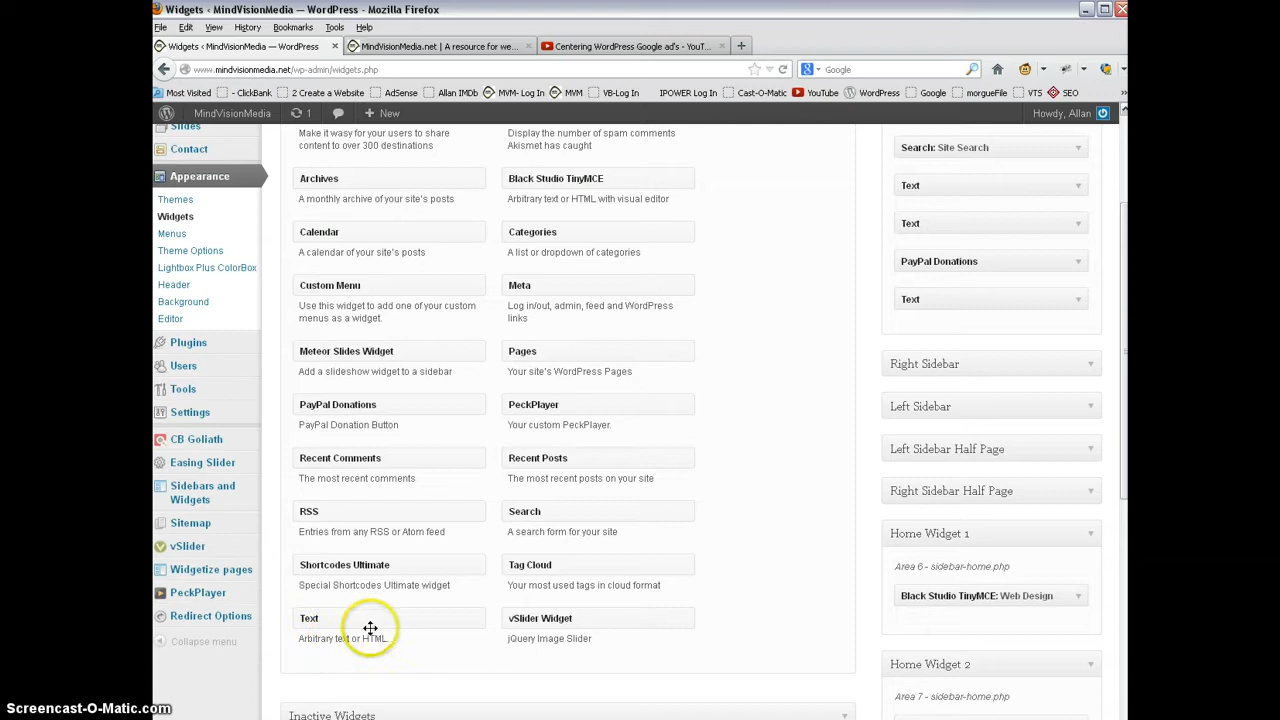 Widgets < MindVisionMedia — WordPress - Mozilla Firefox
File Edit View History Bookmarks Tools Help
Widgets < MindVisionMedia — WordPress × MindVisionMedia.net | A resource for we... × Centering WordPress Google ad's - YouT... × +
www.mindvisionmedia.net/wp-admin/widgets.php Google
Most Visited - ClickBank 2 Create a Website AdSense Allan IMDb MVM- Log In MVM VB-Log In IPOWER Log In Cast-O-Matic YouTube WordPress Google morgueFile VTS SEO
MindVisionMedia 1 + New Howdy, Allan
Slides
Contact
Appearance
Themes
Widgets
Menus
Theme Options
Lightbox Plus ColorBox
Header
Background
Editor
Plugins
Users
Tools
Settings
CB Goliath
Easing Slider
Sidebars and
Widgets
Sitemap
vSlider
Widgetize pages
PeckPlayer
Redirect Options
Collapse menu
Make it wasy for your users to share
content to over 300 destinations
Display the number of spam comments
Akismet has caught
Archives
A monthly archive of your site's posts
Black Studio TinyMCE
Arbitrary text or HTML with visual editor
Calendar
A calendar of your site's posts
Categories
A list or dropdown of categories
Custom Menu
Use this widget to add one of your custom
menus as a widget.
Meta
Log in/out, admin, feed and WordPress
links
Meteor Slides Widget
Add a slideshow widget to a sidebar
Pages
Your site's WordPress Pages
PayPal Donations
PayPal Donation Button
PeckPlayer
Your custom PeckPlayer.
Recent Comments
The most recent comments
Recent Posts
The most recent posts on your site
RSS
Entries from any RSS or Atom feed
Search
A search form for your site
Shortcodes Ultimate
Special Shortcodes Ultimate widget
Tag Cloud
Your most used tags in cloud format
Text
Arbitrary text or HTML.
vSlider Widget
jQuery Image Slider
Inactive Widgets
Search: Site Search
Text
Text
PayPal Donations
Text
Right Sidebar
Left Sidebar
Left Sidebar Half Page
Right Sidebar Half Page
Home Widget 1
Area 6 - sidebar-home.php
Black Studio TinyMCE: Web Design
Home Widget 2
Area 7 - sidebar-home.php
Screencast-O-Matic.com